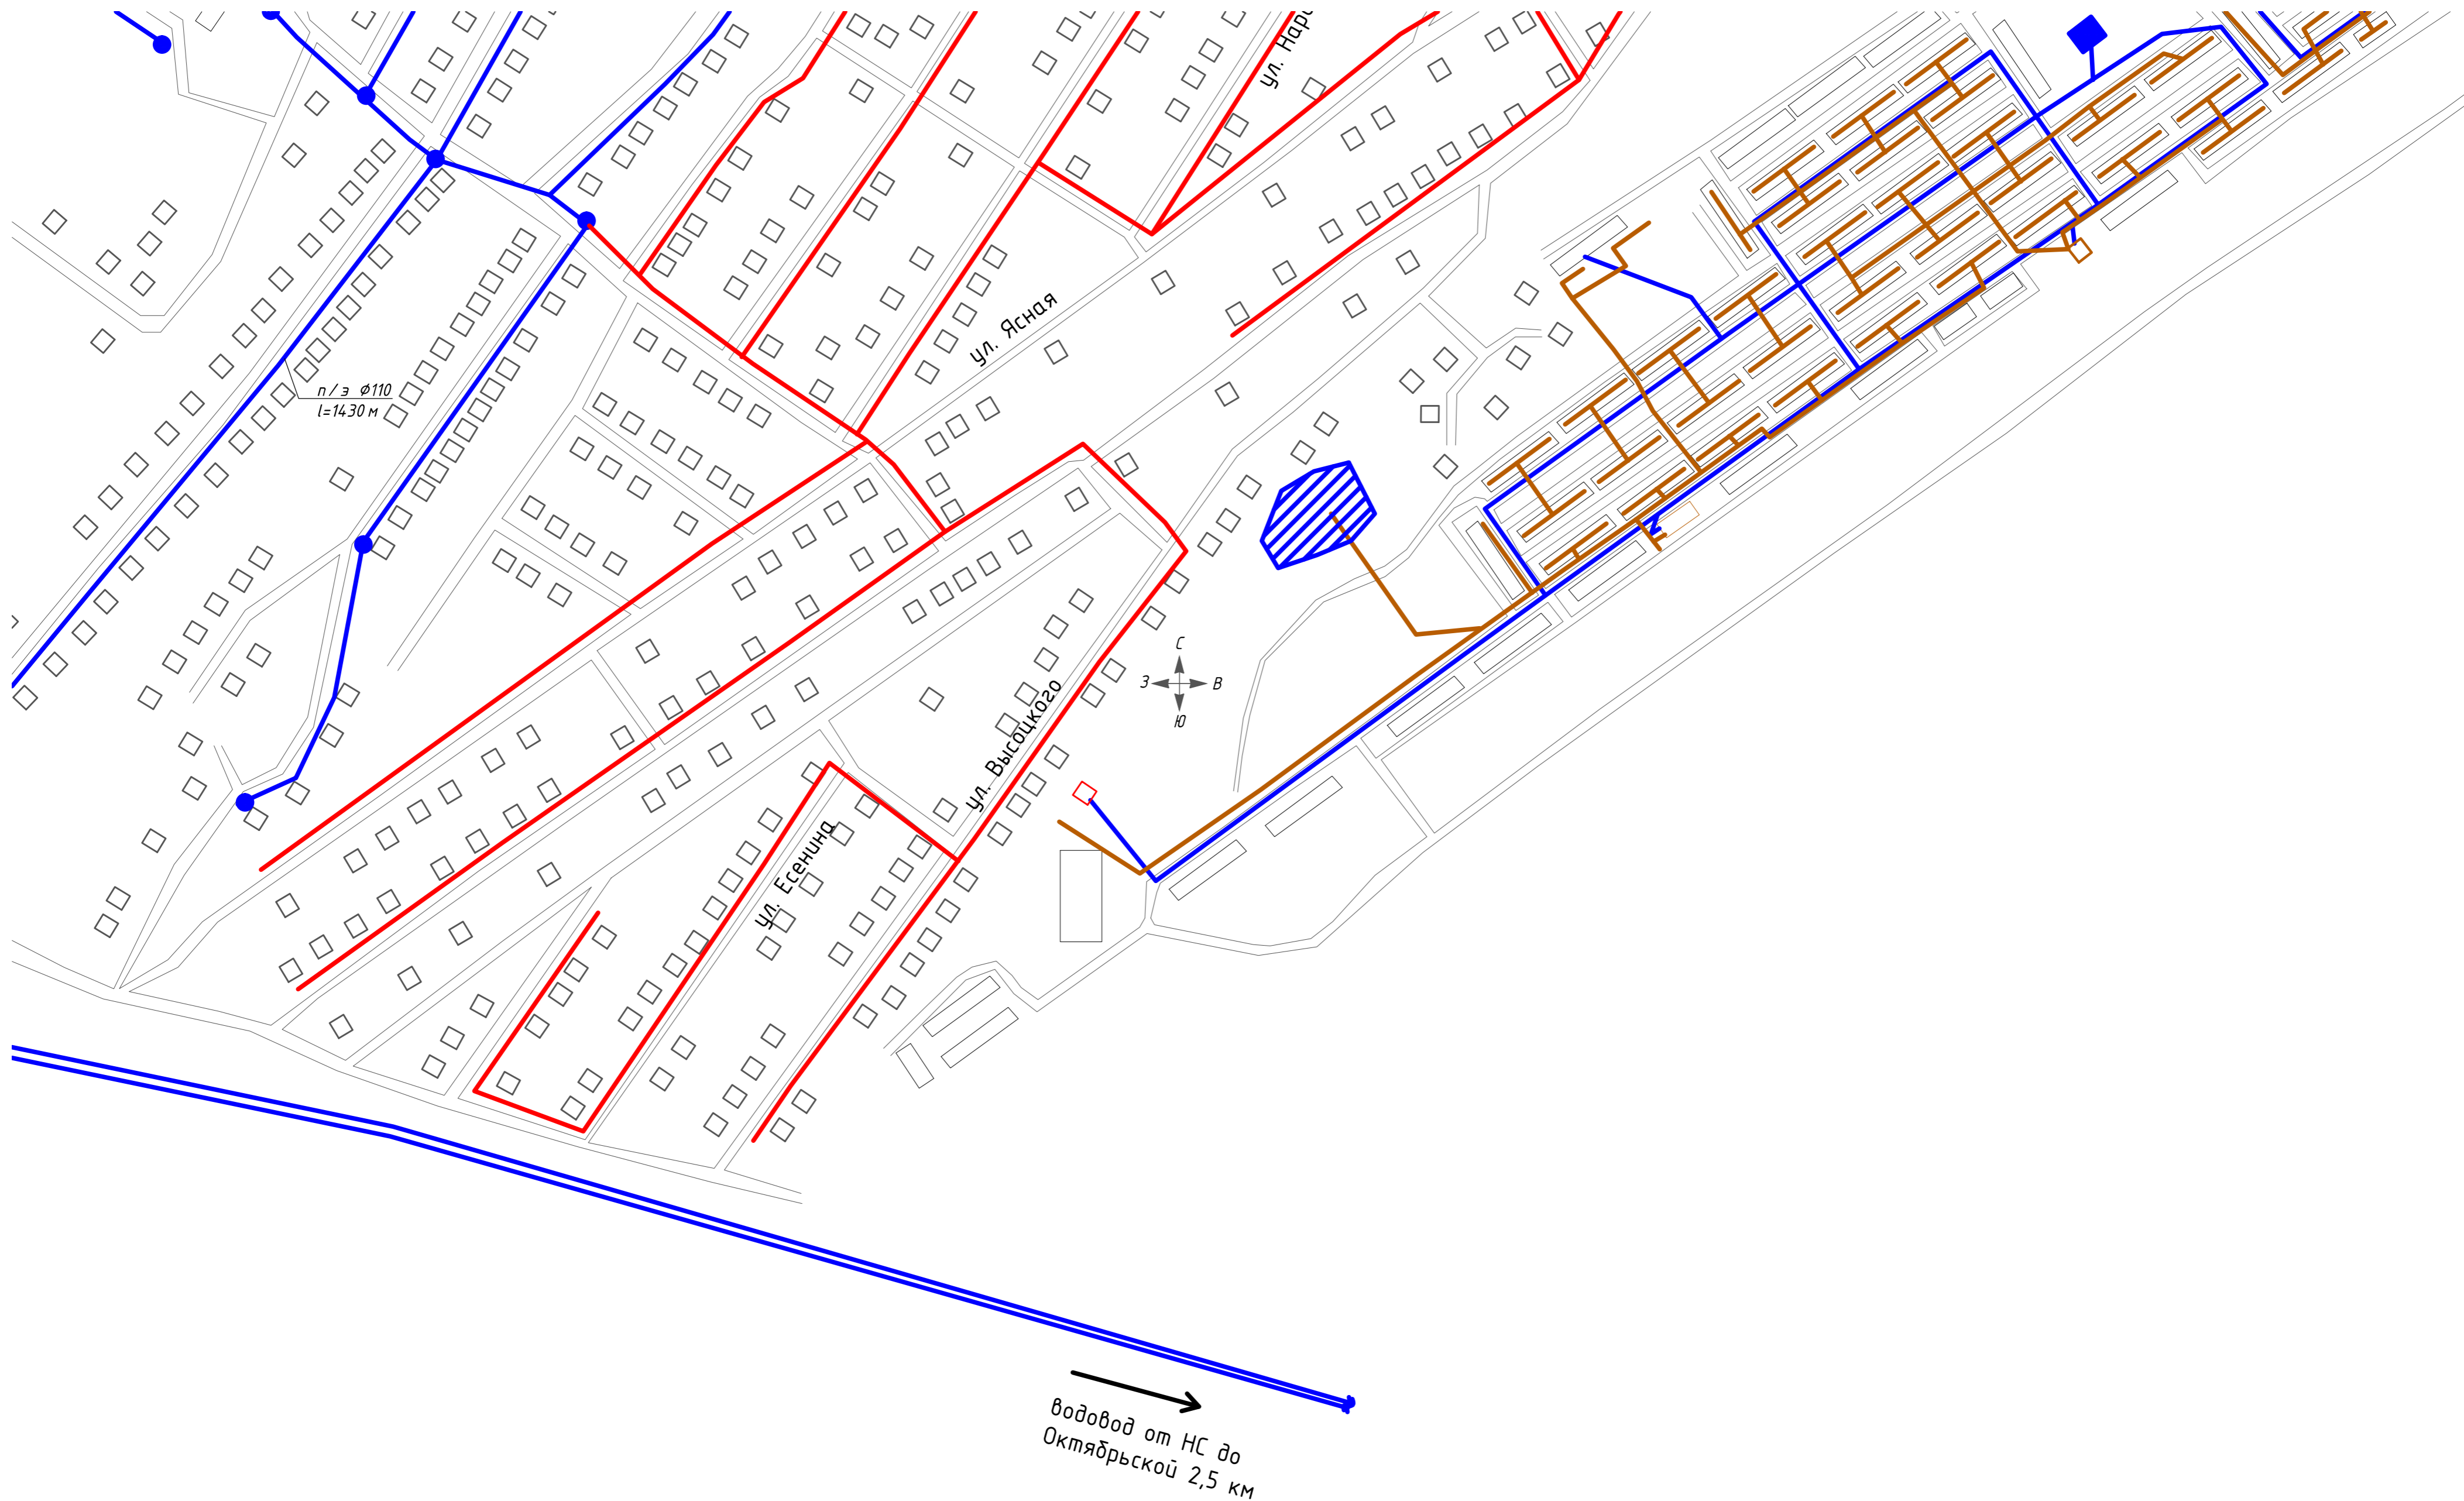 ул. Ясная
п/э Ф110
l=1430 м
С
З
В
Ю
ул. Высоцкого
ул. Есенина
водовод от НС до
Октябрьской 2,5 км